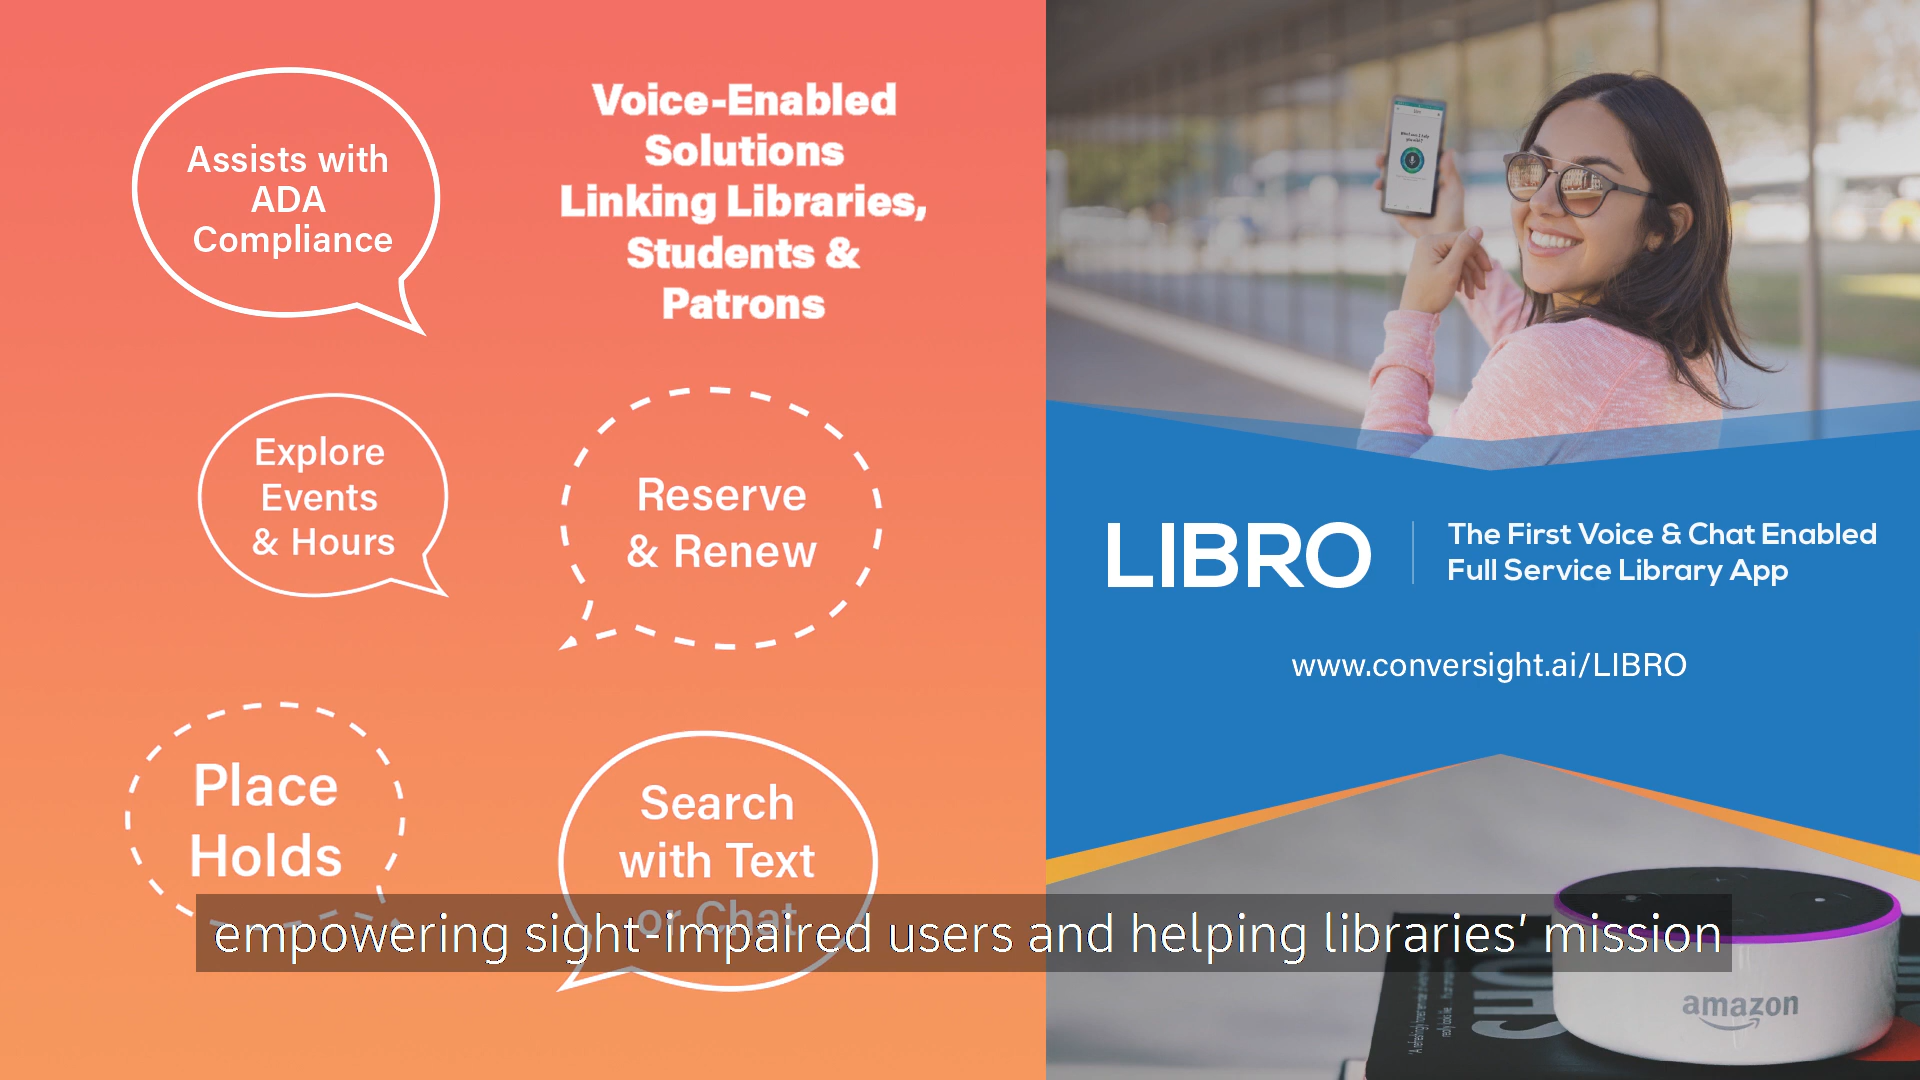 Assists with
ADA
Compliance
Voice-Enabled
Solutions
Linking Libraries,
Students &
Patrons
Explore
Events
& Hours
Reserve
& Renew
Place
Holds
Search
with Text
or Chat
LIBRO
The First Voice & Chat Enabled
Full Service Library App
www.conversight.ai/LIBRO
amazon
empowering sight-impaired users and helping libraries’ mission